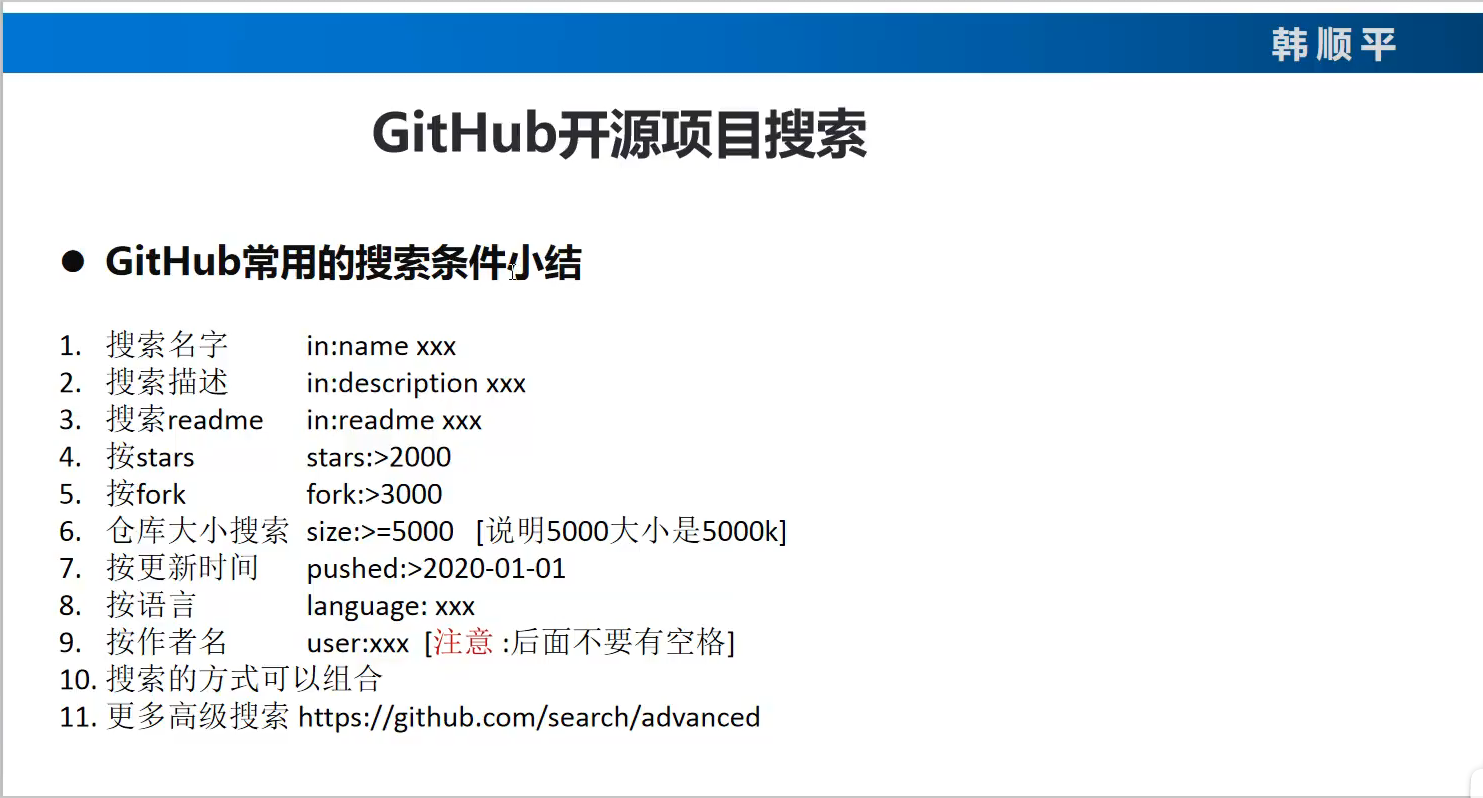 韩顺平
GitHub开源项目搜索
● GitHub常用的搜索条件小结
1. 搜索名字 in:name xxx
2. 搜索描述 in:description xxx
3. 搜索readme in:readme xxx
4. 按stars stars:>2000
5. 按fork fork:>3000
6. 仓库大小搜索 size:>=5000 [说明5000大小是5000k]
7. 按更新时间 pushed:>2020-01-01
8. 按语言 language: xxx
9. 按作者名 user:xxx [注意 :后面不要有空格]
10. 搜索的方式可以组合
11. 更多高级搜索 https://github.com/search/advanced